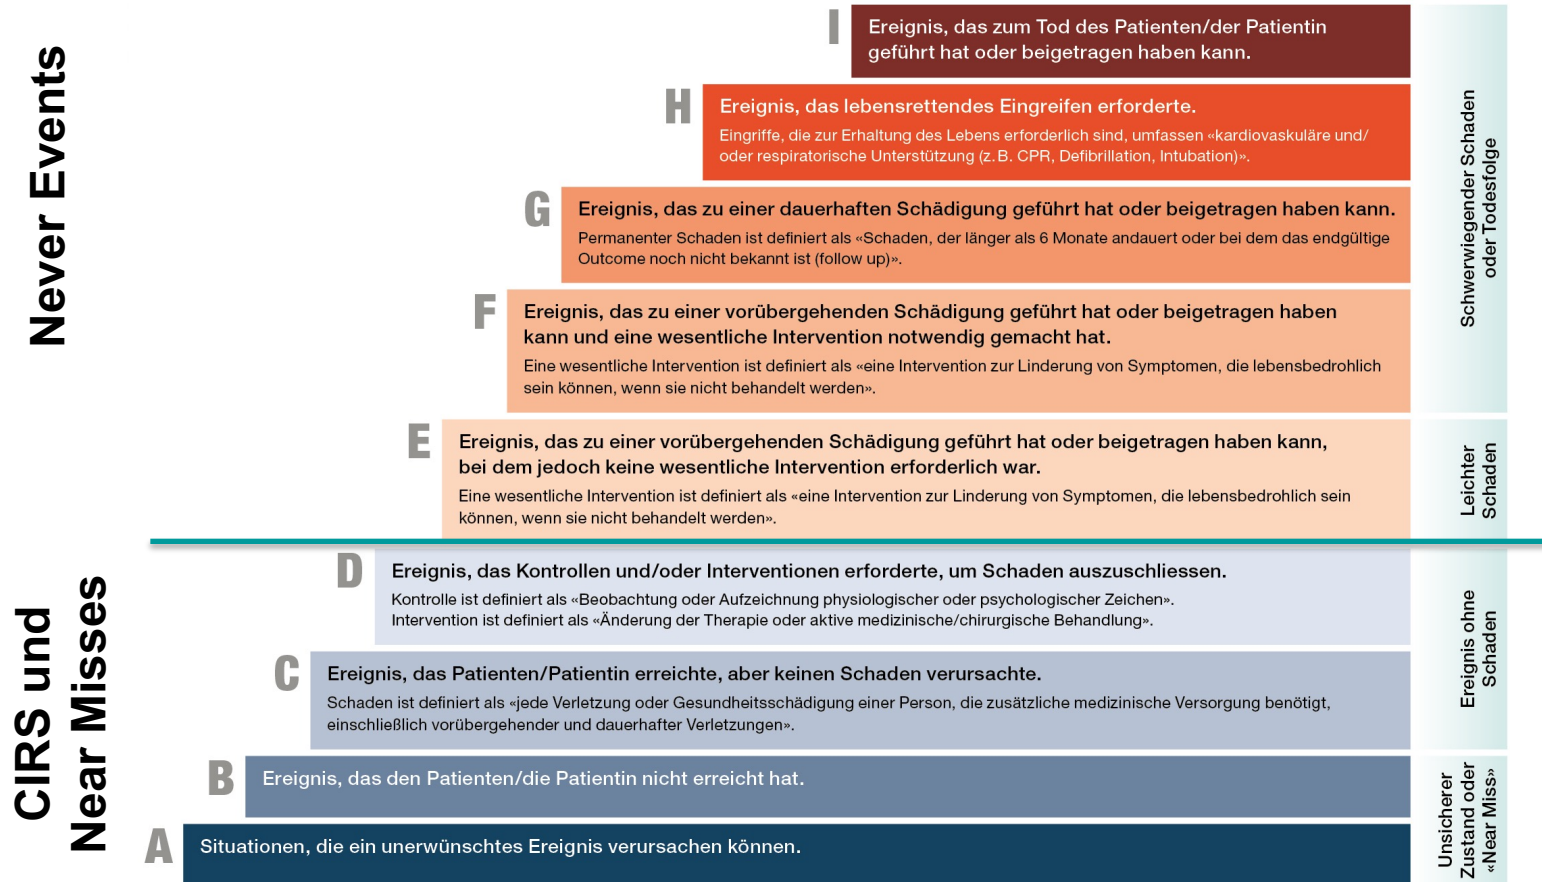 Never Events
I
Ereignis, das zum Tod des Patienten/der Patientin
geführt hat oder beigetragen haben kann.
H
Ereignis, das lebensrettendes Eingreifen erforderte.
Eingriffe, die zur Erhaltung des Lebens erforderlich sind, umfassen «kardiovaskuläre und/
oder respiratorische Unterstützung (z. B. CPR, Defibrillation, Intubation)».
G
Ereignis, das zu einer dauerhaften Schädigung geführt hat oder beigetragen haben kann.
Permanenter Schaden ist definiert als «Schaden, der länger als 6 Monate andauert oder bei dem das endgültige
Outcome noch nicht bekannt ist (follow up)».
F
Ereignis, das zu einer vorübergehenden Schädigung geführt hat oder beigetragen haben
kann und eine wesentliche Intervention notwendig gemacht hat.
Eine wesentliche Intervention ist definiert als «eine Intervention zur Linderung von Symptomen, die lebensbedrohlich
sein können, wenn sie nicht behandelt werden».
Schwerwiegender Schaden
oder Todesfolge
E
Ereignis, das zu einer vorübergehenden Schädigung geführt hat oder beigetragen haben kann,
bei dem jedoch keine wesentliche Intervention erforderlich war.
Eine wesentliche Intervention ist definiert als «eine Intervention zur Linderung von Symptomen, die lebensbedrohlich sein
können, wenn sie nicht behandelt werden».
Leichter
Schaden
CIRS und
Near Misses
D
Ereignis, das Kontrollen und/oder Interventionen erforderte, um Schaden auszuschliessen.
Kontrolle ist definiert als «Beobachtung oder Aufzeichnung physiologischer oder psychologischer Zeichen».
Intervention ist definiert als «Änderung der Therapie oder aktive medizinische/chirurgische Behandlung».
C
Ereignis, das Patienten/Patientin erreichte, aber keinen Schaden verursachte.
Schaden ist definiert als «jede Verletzung oder Gesundheitsschädigung einer Person, die zusätzliche medizinische Versorgung benötigt,
einschließlich vorübergehender und dauerhafter Verletzungen».
Ereignis ohne
Schaden
B
Ereignis, das den Patienten/die Patientin nicht erreicht hat.
A
Situationen, die ein unerwünschtes Ereignis verursachen können.
Unsicherer
Zustand oder
«Near Miss»